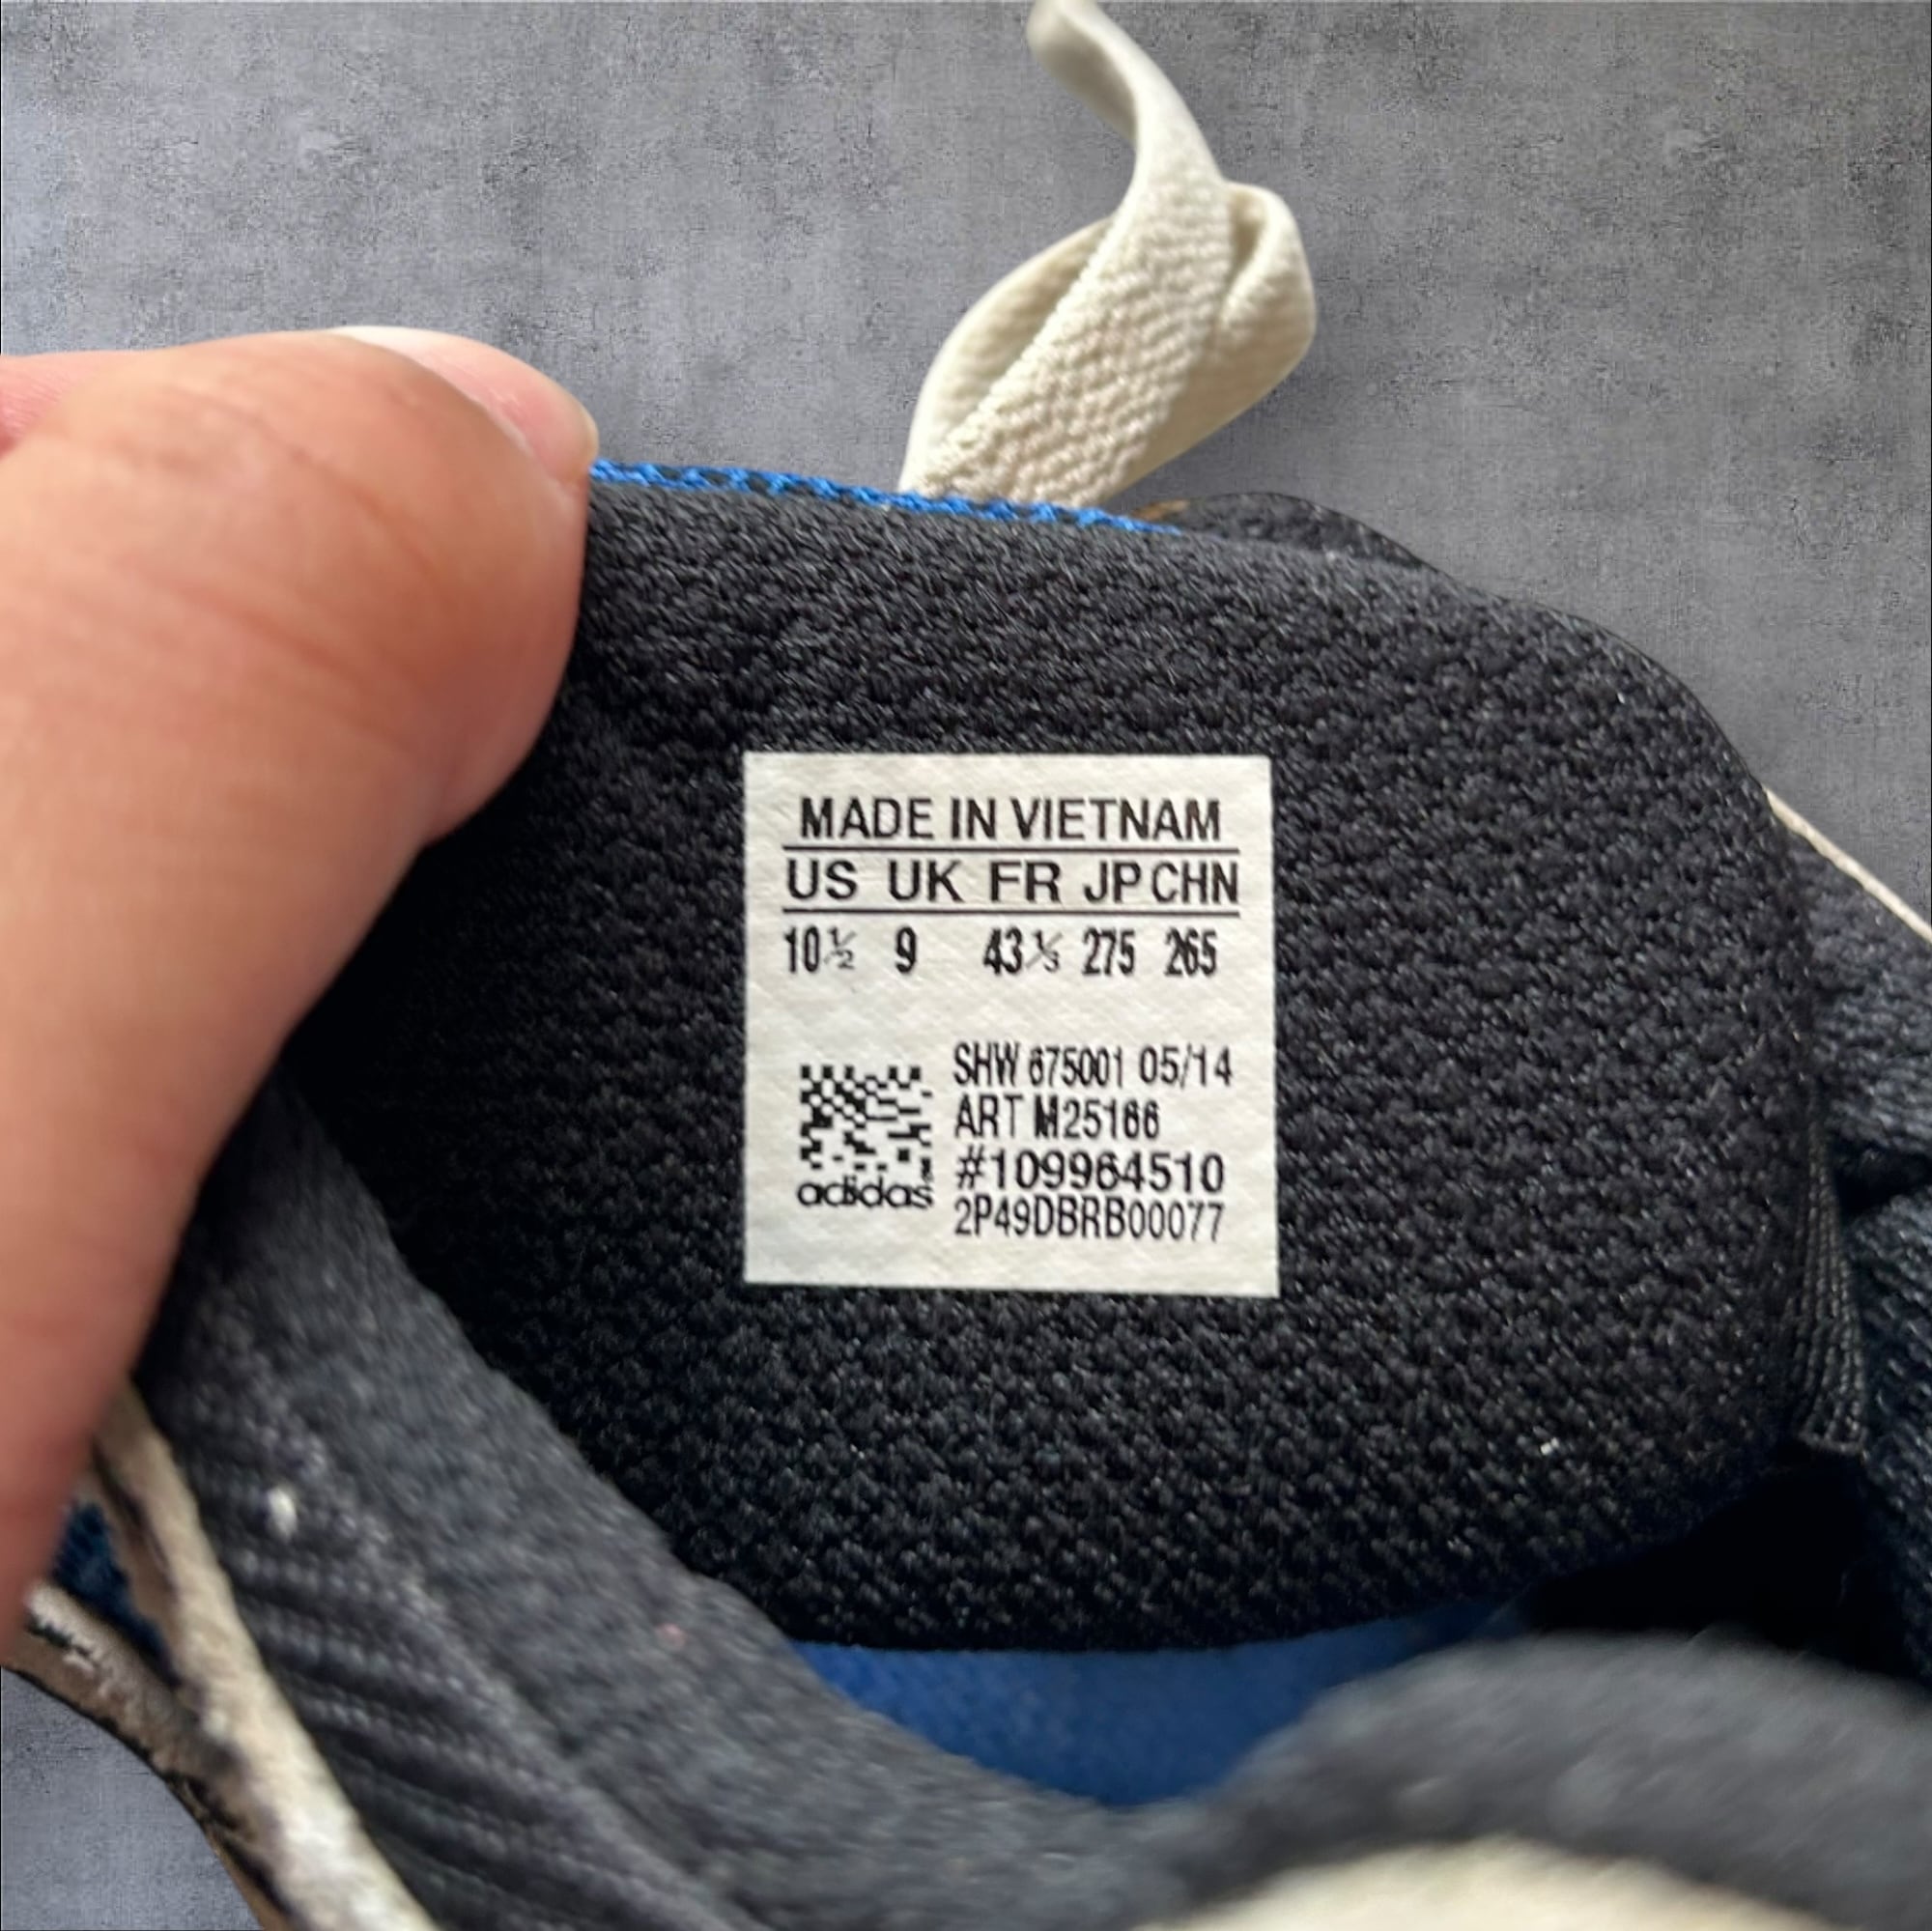 MADE IN VIETNAM
US UK FR JP CHN
10½ 9 43⅓ 275 265
SHW 675001 05/14
ART M25166
#109964510
2P49DBRB00077
adidas